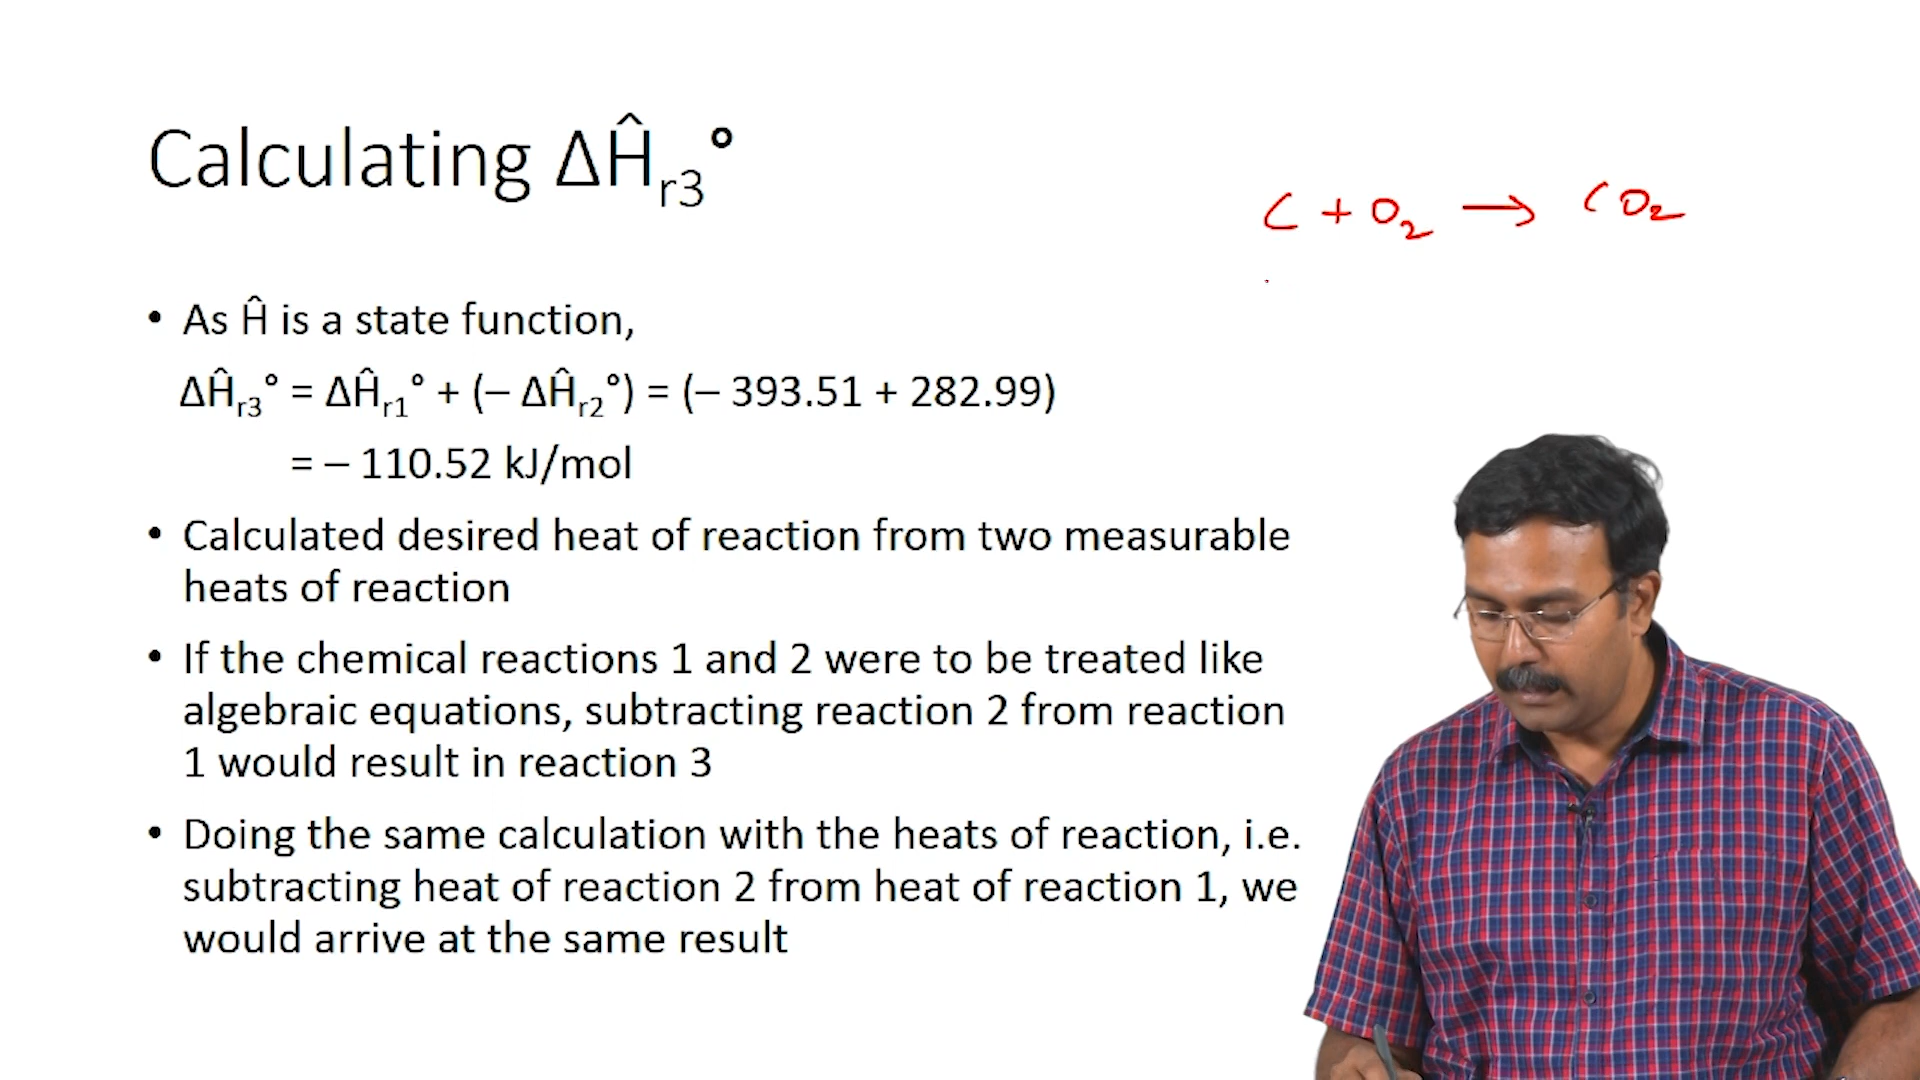 Calculating ΔĤr3°
C + O2 → CO2
• As Ĥ is a state function,
ΔĤr3° = ΔĤr1° + (– ΔĤr2°) = (– 393.51 + 282.99)
= – 110.52 kJ/mol
• Calculated desired heat of reaction from two measurable
heats of reaction
• If the chemical reactions 1 and 2 were to be treated like
algebraic equations, subtracting reaction 2 from reaction
1 would result in reaction 3
• Doing the same calculation with the heats of reaction, i.e.
subtracting heat of reaction 2 from heat of reaction 1, we
would arrive at the same result